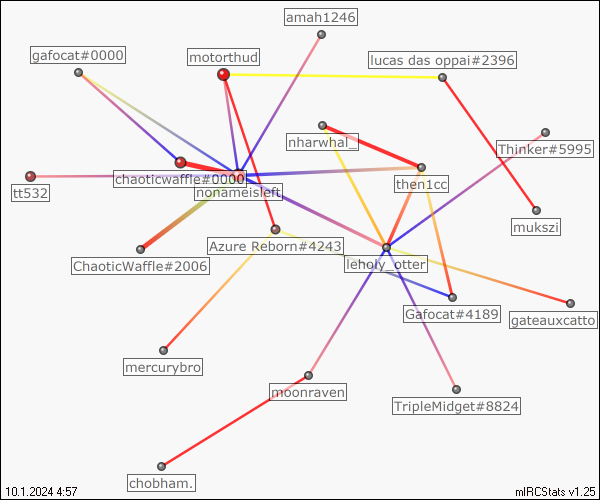 amah1246
gafocat#0000
motorthud
lucas das oppai#2396
nharwhal_
Thinker#5995
chaoticwaffle#0000
then1cc
tt532
nonameisleft
mukszi
Azure Reborn#4243
ChaoticWaffle#2006
leholy_otter
Gafocat#4189
gateauxcatto
mercurybro
moonraven
TripleMidget#8824
chobham.
10.1.2024 4:57
mIRCStats v1.25